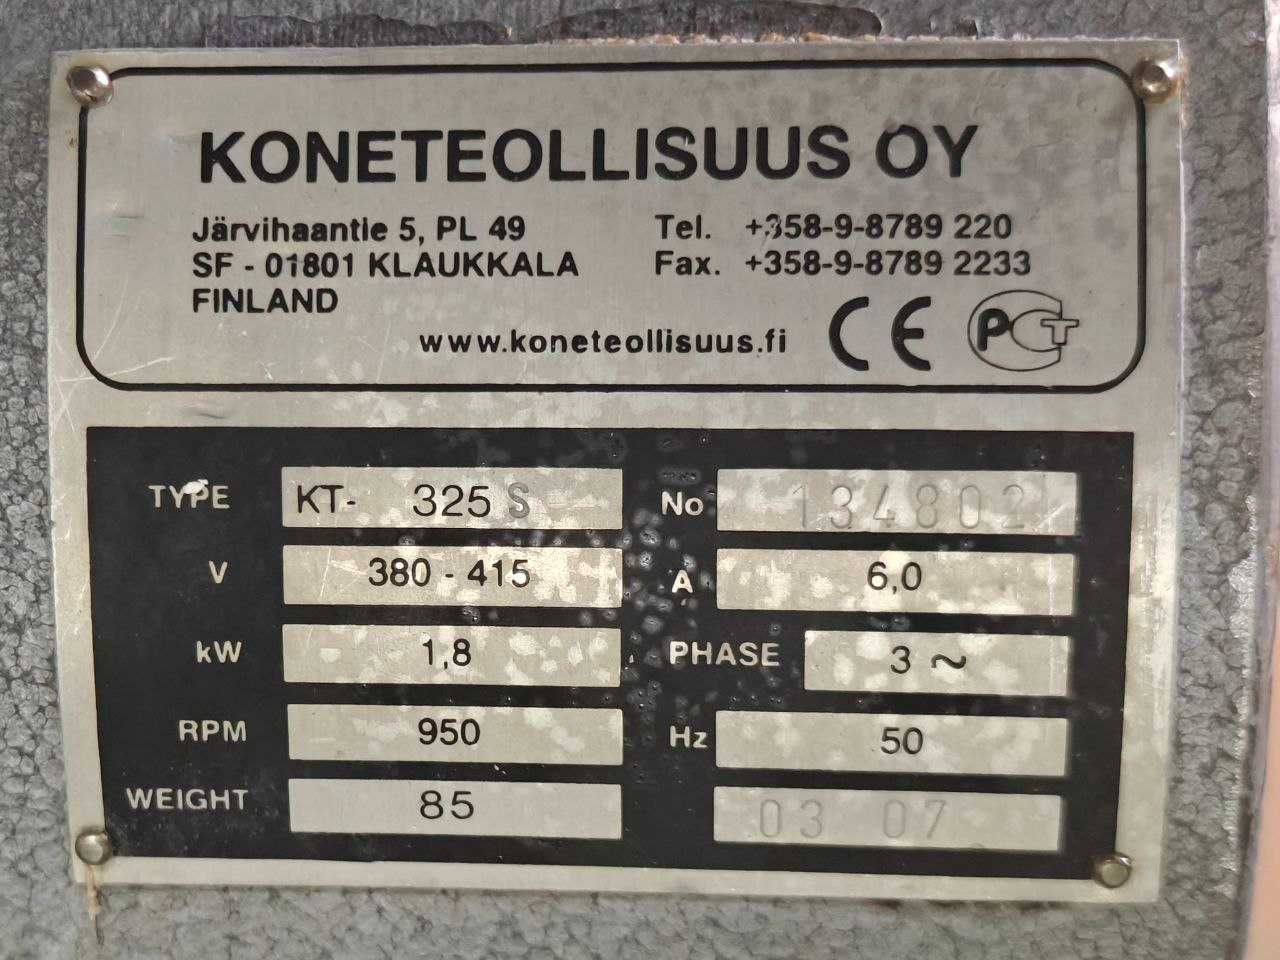 KONETEOLLISUUS OY
Järvihaantie 5, PL 49 Tel. +358-9-8789 220
SF - 01801 KLAUKKALA Fax. +358-9-8789 2233
FINLAND
www.koneteollisuus.fi CE PCT
TYPE KT- 325 S No 134802
V 380 - 415 A 6,0
kW 1,8 PHASE 3 ~
RPM 950 Hz 50
WEIGHT 85 03 07